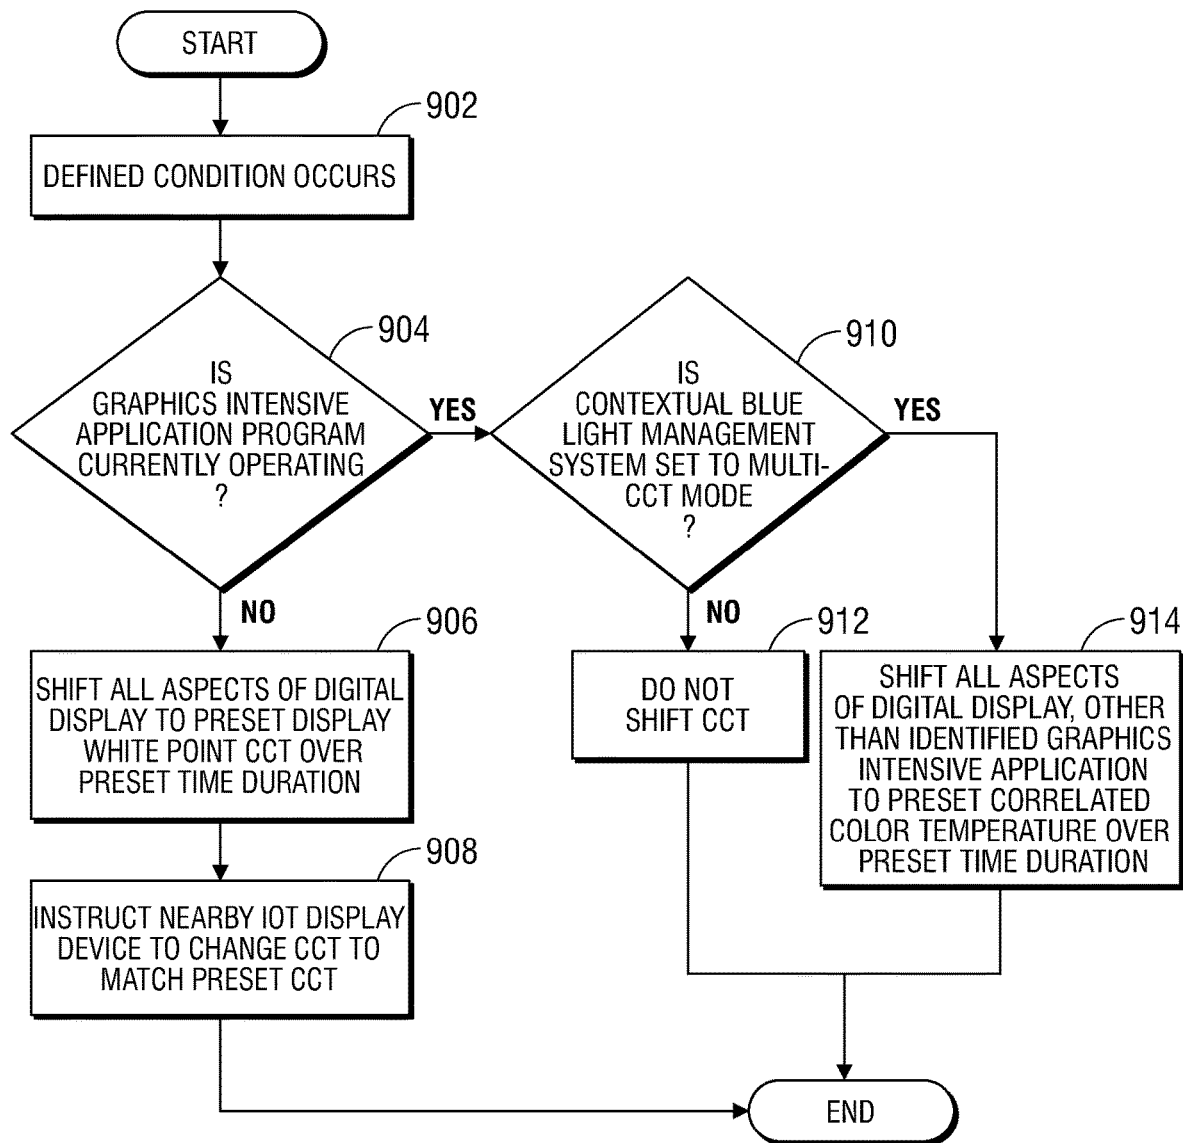 START
902
DEFINED CONDITION OCCURS
904
IS
GRAPHICS INTENSIVE
APPLICATION PROGRAM
CURRENTLY OPERATING
?
YES
NO
910
IS
CONTEXTUAL BLUE
LIGHT MANAGEMENT
SYSTEM SET TO MULTI-
CCT MODE
?
YES
NO
906
SHIFT ALL ASPECTS OF DIGITAL
DISPLAY TO PRESET DISPLAY
WHITE POINT CCT OVER
PRESET TIME DURATION
912
DO NOT
SHIFT CCT
914
SHIFT ALL ASPECTS
OF DIGITAL DISPLAY, OTHER
THAN IDENTIFIED GRAPHICS
INTENSIVE APPLICATION
TO PRESET CORRELATED
COLOR TEMPERATURE OVER
PRESET TIME DURATION
908
INSTRUCT NEARBY IOT DISPLAY
DEVICE TO CHANGE CCT TO
MATCH PRESET CCT
END